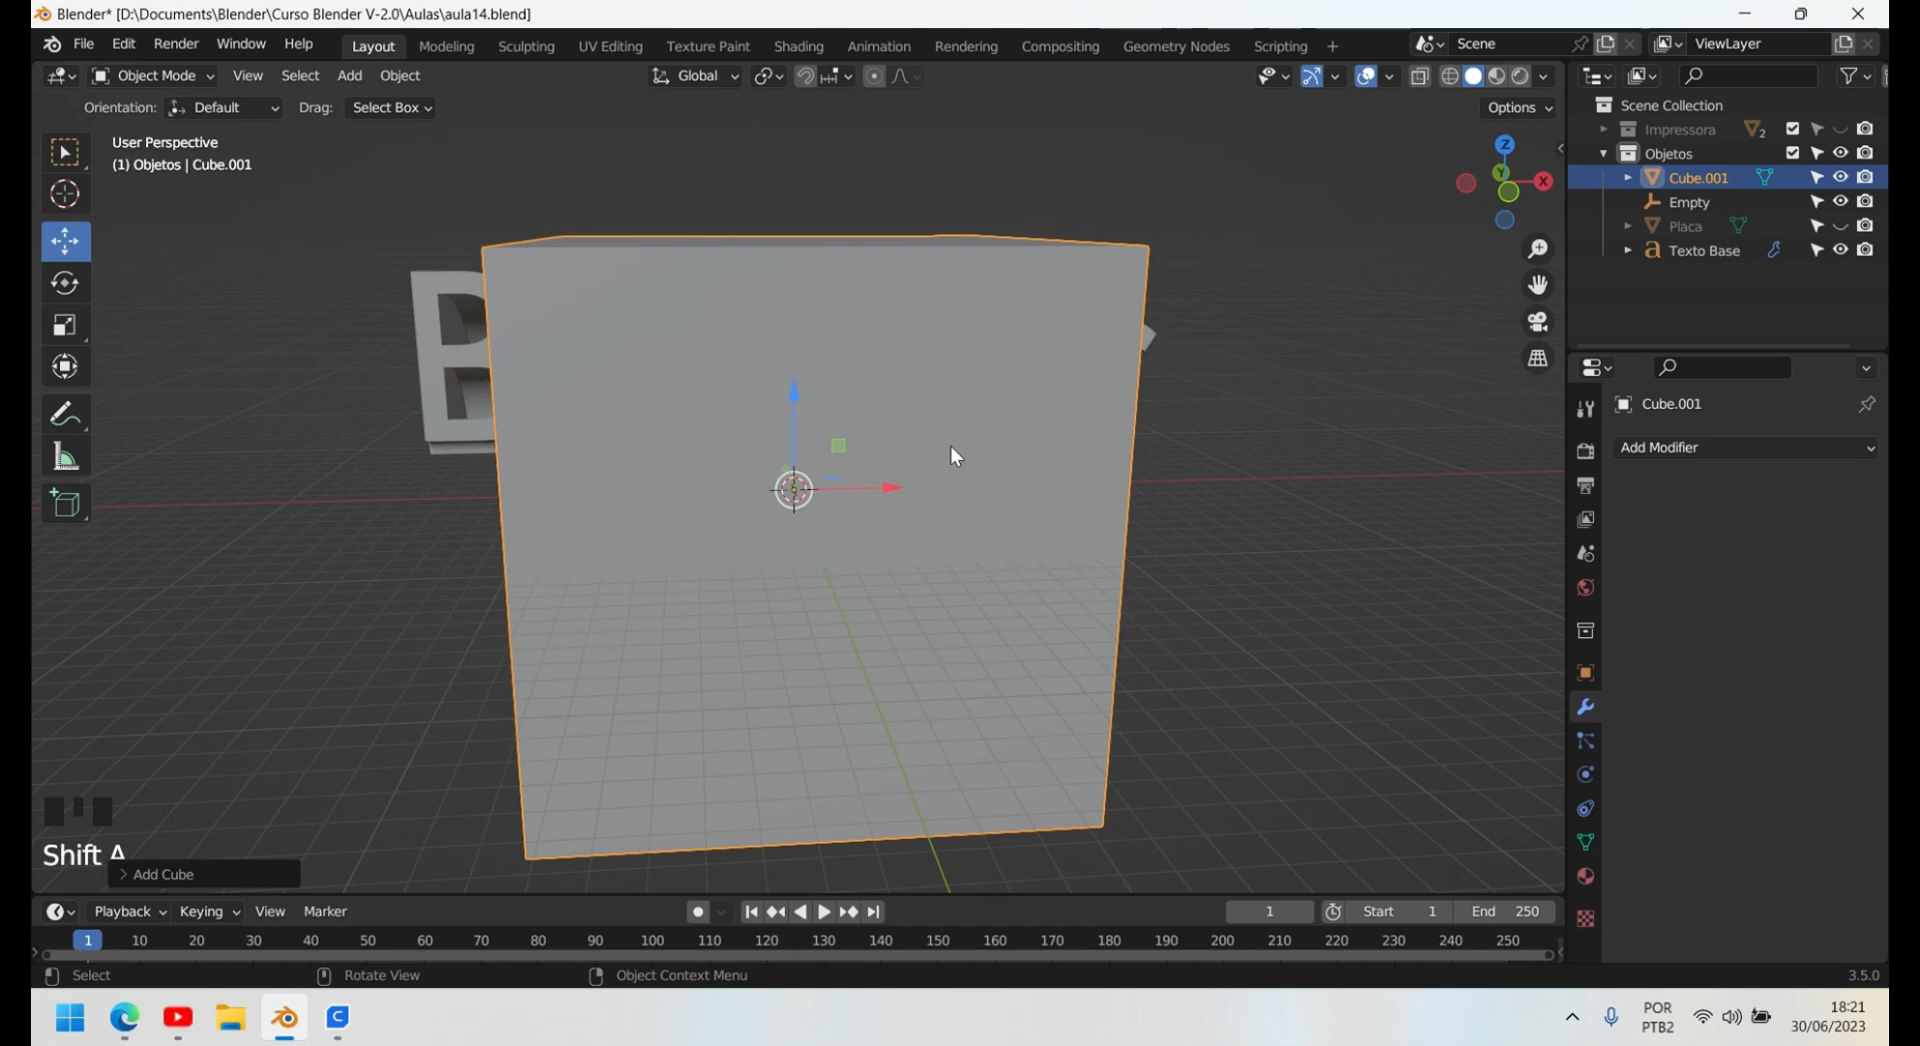 Blender* [D:\Documents\Blender\Curso Blender V-2.0\Aulas\aula14.blend]
File Edit Render Window Help Layout Modeling Sculpting UV Editing Texture Paint Shading Animation Rendering Compositing Geometry Nodes Scripting + Scene ViewLayer
Object Mode View Select Add Object Global
Orientation: Default Drag: Select Box Options
User Perspective
(1) Objetos | Cube.001
Z
Y
X
B
Scene Collection
Impressora 2
Objetos
Cube.001
Empty
Placa
Texto Base
Cube.001
Add Modifier
Shift A
> Add Cube
Playback Keying View Marker 1 Start 1 End 250
1 10 20 30 40 50 60 70 80 90 100 110 120 130 140 150 160 170 180 190 200 210 220 230 240 250
Select Rotate View Object Context Menu 3.5.0
POR
PTB2
18:21
30/06/2023